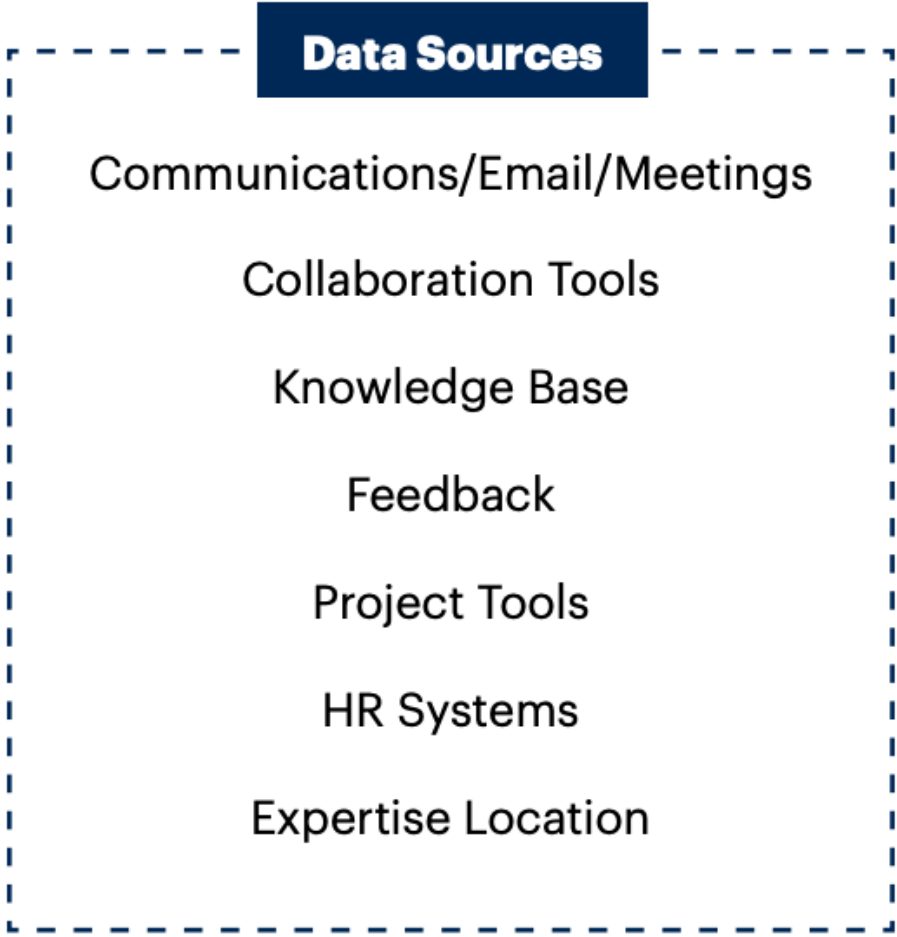 Data Sources
Communications/Email/Meetings
Collaboration Tools
Knowledge Base
Feedback
Project Tools
HR Systems
Expertise Location